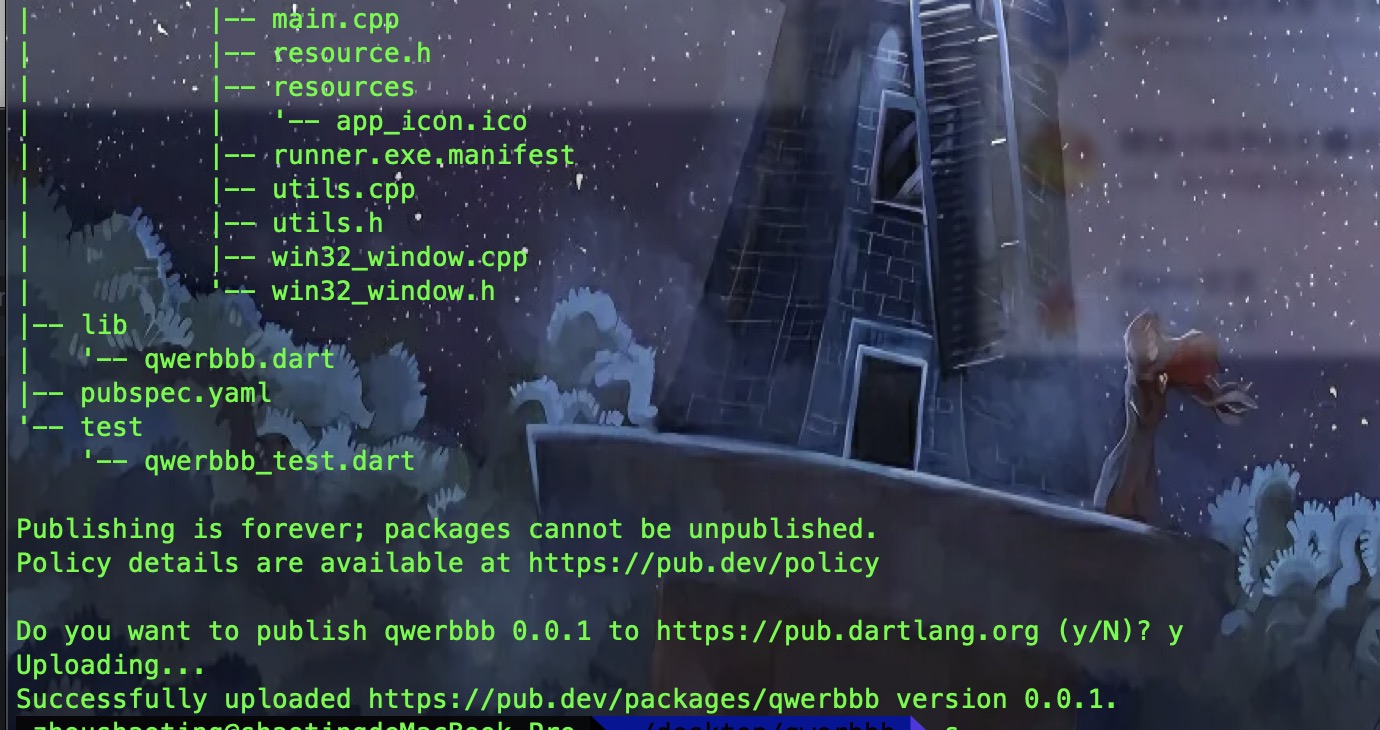 |            |-- main.cpp
|            |-- resource.h
|            |-- resources
|            |   '-- app_icon.ico
|            |-- runner.exe.manifest
|            |-- utils.cpp
|            |-- utils.h
|            |-- win32_window.cpp
|            '-- win32_window.h
|-- lib
|   '-- qwerbbb.dart
|-- pubspec.yaml
'-- test
    '-- qwerbbb_test.dart
Publishing is forever; packages cannot be unpublished.
Policy details are available at https://pub.dev/policy
Do you want to publish qwerbbb 0.0.1 to https://pub.dartlang.org (y/N)? y
Uploading...
Successfully uploaded https://pub.dev/packages/qwerbbb version 0.0.1.